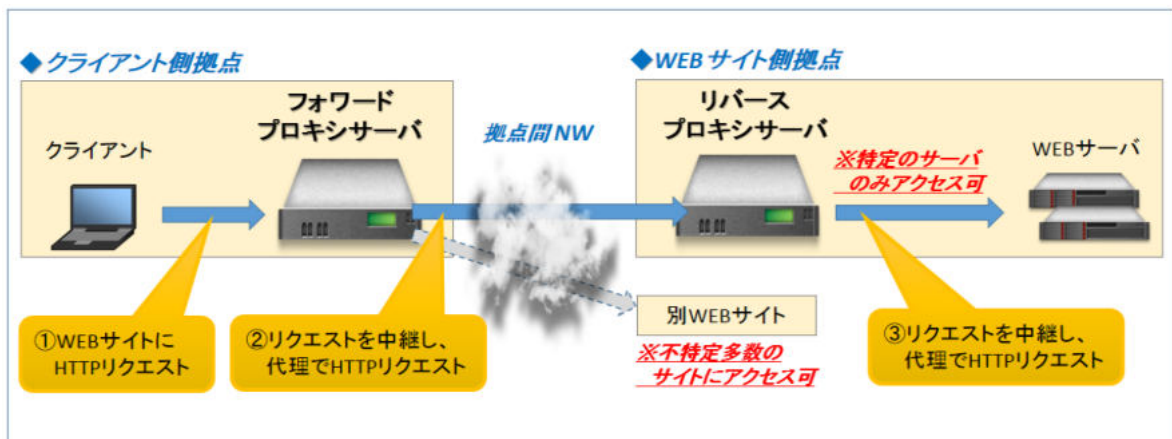 ◆クライアント側拠点
フォワード
プロキシサーバ
クライアント
①WEBサイトに
HTTPリクエスト
②リクエストを中継し、
代理でHTTPリクエスト
拠点間NW
◆WEBサイト側拠点
リバース
プロキシサーバ
※特定のサーバ
のみアクセス可
WEBサーバ
別WEBサイト
※不特定多数の
サイトにアクセス可
③リクエストを中継し、
代理でHTTPリクエスト